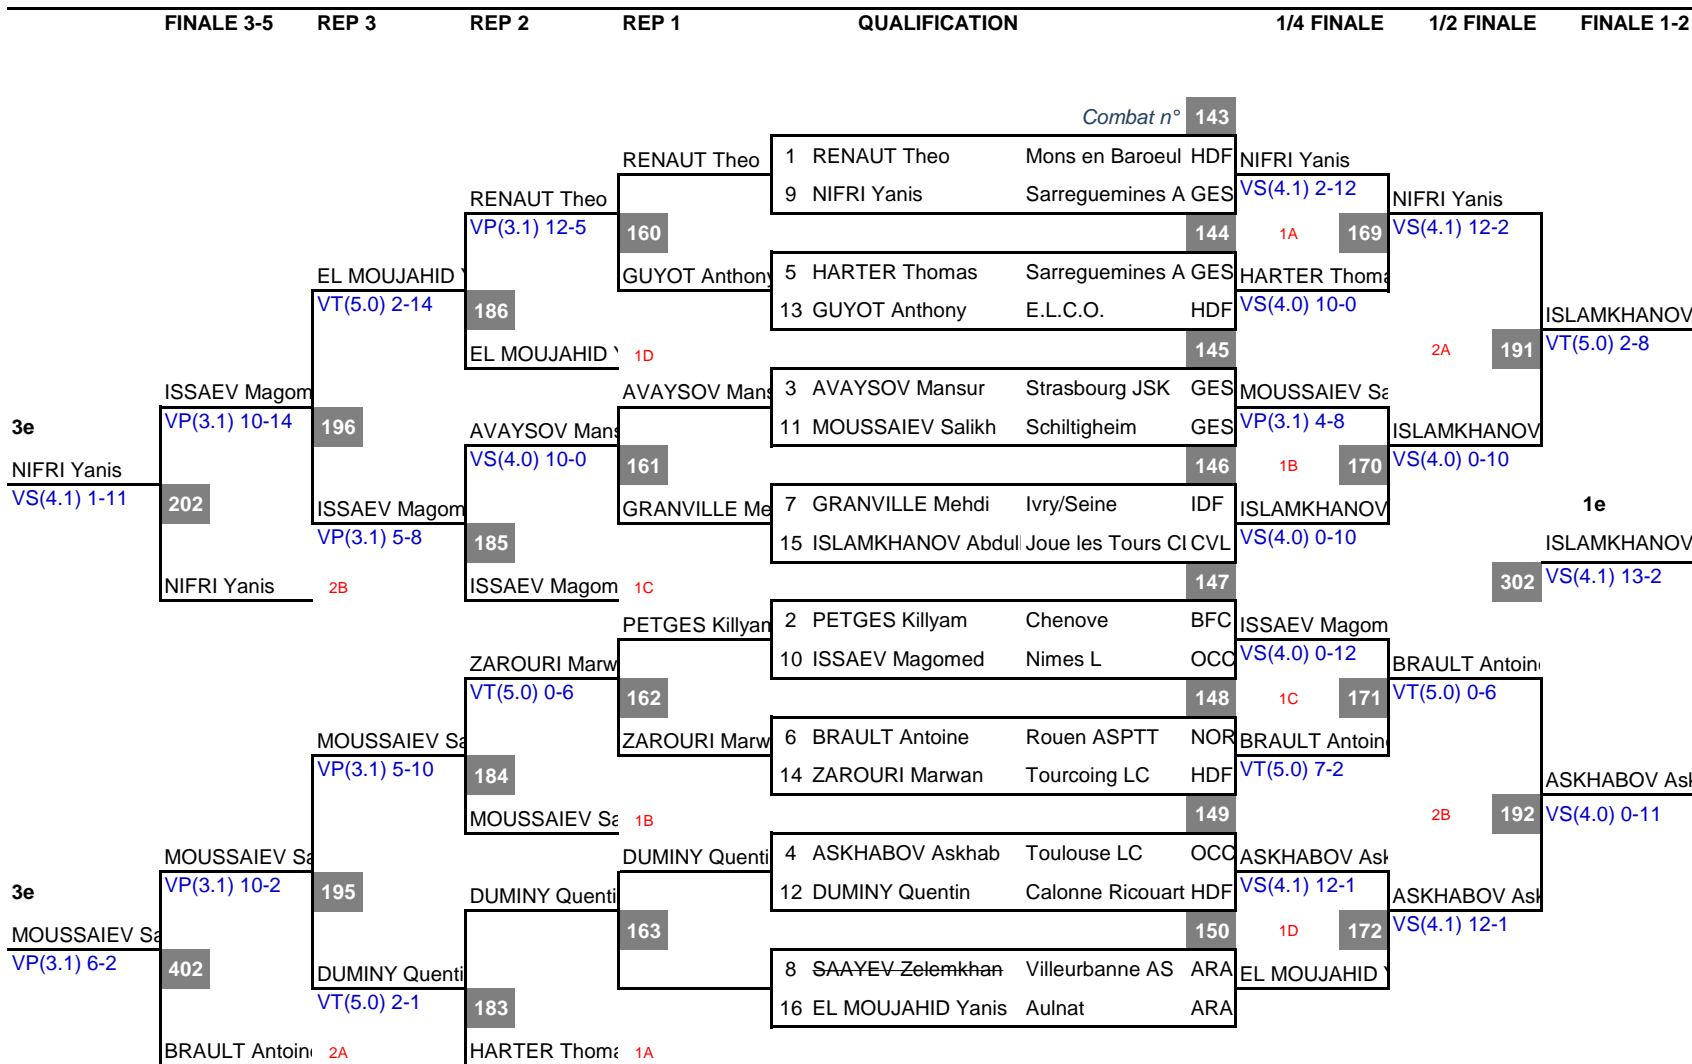 FINALE 3-5 REP 3 REP 2 REP 1 QUALIFICATION 1/4 FINALE 1/2 FINALE FINALE 1-2
Combat n° 143
RENAUT Theo 1 RENAUT Theo Mons en Baroeul HDF NIFRI Yanis
RENAUT Theo 9 NIFRI Yanis Sarreguemines A GES VS(4.1) 2-12 NIFRI Yanis
VP(3.1) 12-5 160 144 1A 169 VS(4.1) 12-2
EL MOUJAHID Y GUYOT Anthony 5 HARTER Thomas Sarreguemines A GES HARTER Thoma
VT(5.0) 2-14 186 13 GUYOT Anthony E.L.C.O. HDF VS(4.0) 10-0 ISLAMKHANOV
EL MOUJAHID Y 1D 145 2A 191 VT(5.0) 2-8
ISSAEV Magom AVAYSOV Mans 3 AVAYSOV Mansur Strasbourg JSK GES MOUSSAIEV Sa
3e VP(3.1) 10-14 196 AVAYSOV Mans 11 MOUSSAIEV Salikh Schiltigheim GES VP(3.1) 4-8 ISLAMKHANOV
NIFRI Yanis VS(4.0) 10-0 161 146 1B 170 VS(4.0) 0-10
VS(4.1) 1-11 202 ISSAEV Magom GRANVILLE Me 7 GRANVILLE Mehdi Ivry/Seine IDF ISLAMKHANOV 1e
VP(3.1) 5-8 185 15 ISLAMKHANOV Abdul Joue les Tours CL CVL VS(4.0) 0-10 ISLAMKHANOV
NIFRI Yanis 2B ISSAEV Magom 1C 147 302 VS(4.1) 13-2
PETGES Killyam 2 PETGES Killyam Chenove BFC ISSAEV Magom
ZAROURI Marw 10 ISSAEV Magomed Nimes L OCC VS(4.0) 0-12 BRAULT Antoine
VT(5.0) 0-6 162 148 1C 171 VT(5.0) 0-6
MOUSSAIEV Sa ZAROURI Marw 6 BRAULT Antoine Rouen ASPTT NOR BRAULT Antoin
VP(3.1) 5-10 184 14 ZAROURI Marwan Tourcoing LC HDF VT(5.0) 7-2 ASKHABOV Ask
MOUSSAIEV Sa 1B 149 2B 192 VS(4.0) 0-11
MOUSSAIEV Sa DUMINY Quenti 4 ASKHABOV Askhab Toulouse LC OCC ASKHABOV Ask
3e VP(3.1) 10-2 195 DUMINY Quenti 12 DUMINY Quentin Calonne Ricouart HDF VS(4.1) 12-1 ASKHABOV Ask
MOUSSAIEV Sa 163 150 1D 172 VS(4.1) 12-1
VP(3.1) 6-2 402 DUMINY Quenti 8 SAAYEV Zelemkhan Villeurbanne AS ARA EL MOUJAHID Y
VT(5.0) 2-1 183 16 EL MOUJAHID Yanis Aulnat ARA
BRAULT Antoine 2A HARTER Thoma 1A